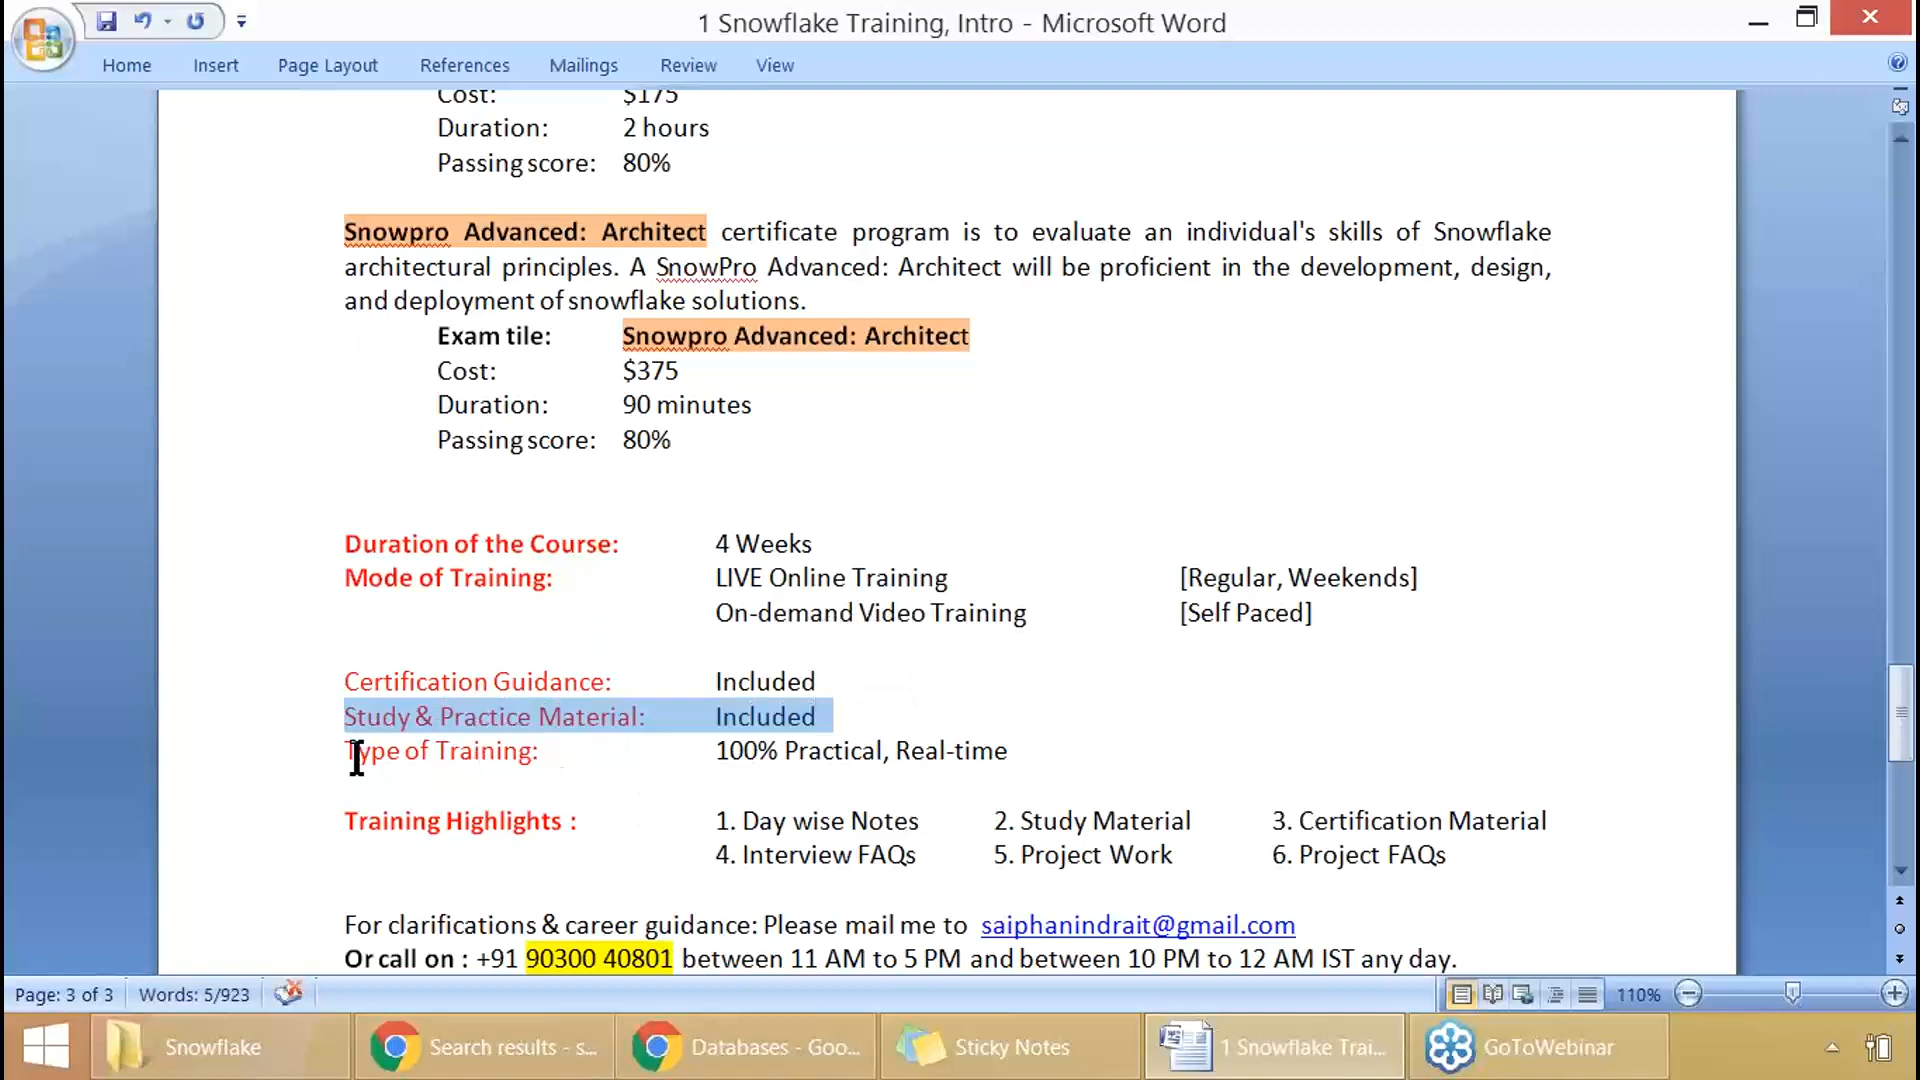 1 Snowflake Training, Intro - Microsoft Word
Home Insert Page Layout References Mailings Review View
Cost: $175
Duration: 2 hours
Passing score: 80%
Snowpro Advanced: Architect certificate program is to evaluate an individual's skills of Snowflake
architectural principles. A SnowPro Advanced: Architect will be proficient in the development, design,
and deployment of snowflake solutions.
Exam tile: Snowpro Advanced: Architect
Cost: $375
Duration: 90 minutes
Passing score: 80%
Duration of the Course: 4 Weeks
Mode of Training: LIVE Online Training [Regular, Weekends]
On-demand Video Training [Self Paced]
Certification Guidance: Included
Study & Practice Material: Included
Type of Training: 100% Practical, Real-time
Training Highlights : 1. Day wise Notes 2. Study Material 3. Certification Material
4. Interview FAQs 5. Project Work 6. Project FAQs
For clarifications & career guidance: Please mail me to saiphanindrait@gmail.com
Or call on : +91 90300 40801 between 11 AM to 5 PM and between 10 PM to 12 AM IST any day.
Page: 3 of 3 Words: 5/923 110%
Snowflake Search results - s... Databases - Goo... Sticky Notes 1 Snowflake Trai... GoToWebinar